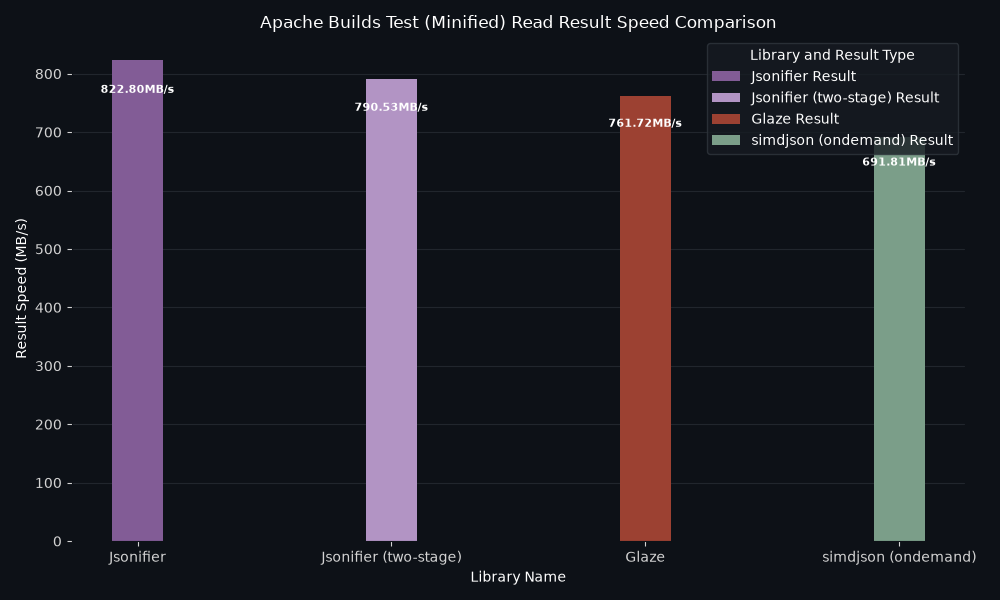 Apache Builds Test (Minified) Read Result Speed Comparison
Library and Result Type
Jsonifier Result
Jsonifier (two-stage) Result
Glaze Result
simdjson (ondemand) Result
822.80MB/s
790.53MB/s
761.72MB/s
691.81MB/s
Result Speed (MB/s)
800
700
600
500
400
300
200
100
0
Jsonifier
Jsonifier (two-stage)
Glaze
simdjson (ondemand)
Library Name